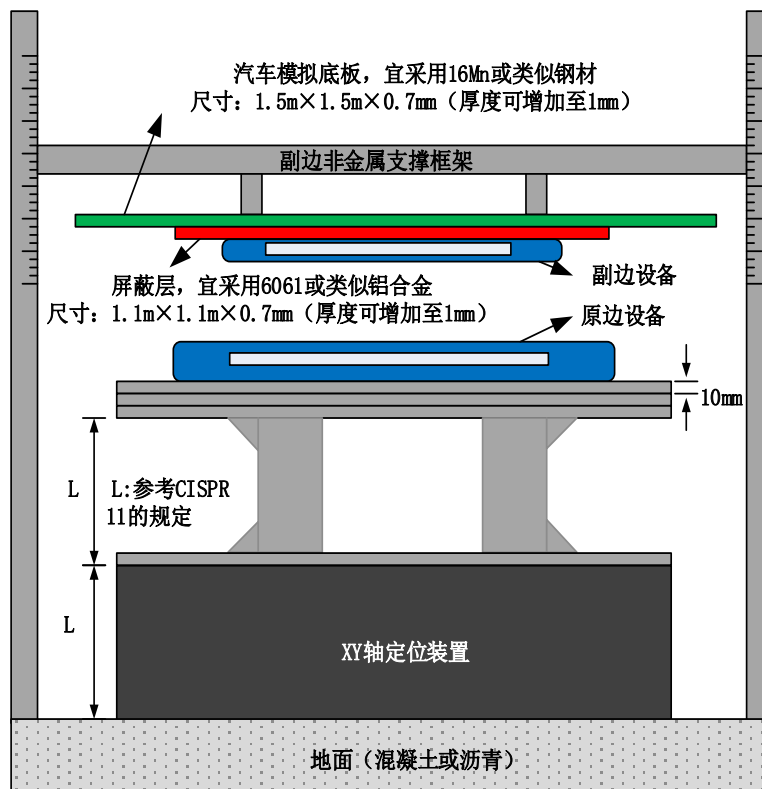 汽车模拟底板，宜采用16Mn或类似钢材
尺寸：1.5m×1.5m×0.7mm（厚度可增加至1mm）
副边非金属支撑框架
屏蔽层，宜采用6061或类似铝合金
尺寸：1.1m×1.1m×0.7mm（厚度可增加至1mm）
副边设备
原边设备
10mm
L
L:参考CISPR
11的规定
L
XY轴定位装置
地面（混凝土或沥青）